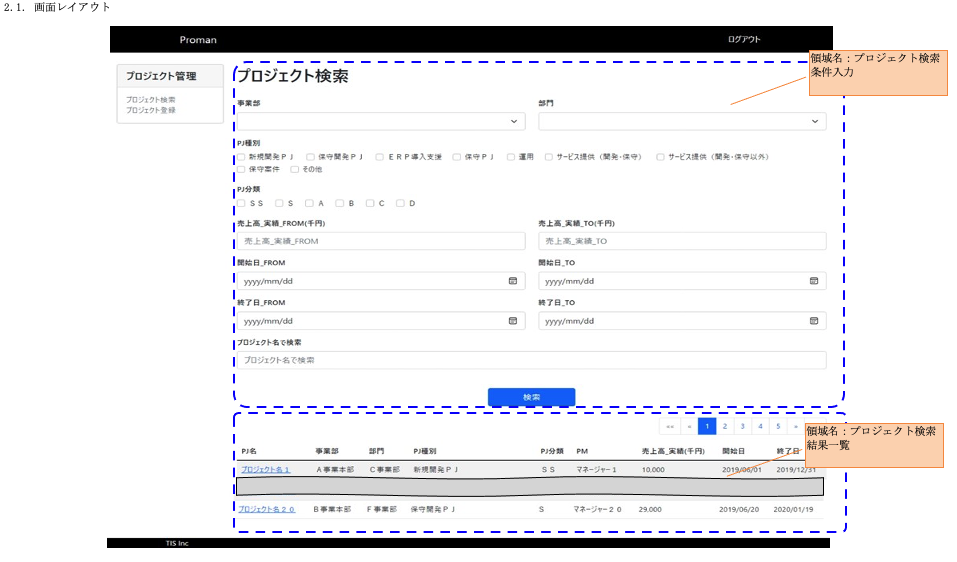 2.1. 画面レイアウト
Proman
ログアウト
領域名：プロジェクト検索
条件入力
プロジェクト管理
プロジェクト検索
プロジェクト登録
プロジェクト検索
事業部
部門
PJ種別
新規開発ＰＪ 保守開発ＰＪ ＥＲＰ導入支援 保守ＰＪ 運用 サービス提供（開発・保守） サービス提供（開発・保守以外）
保守案件 その他
PJ分類
ＳＳ Ｓ Ａ Ｂ Ｃ Ｄ
売上高_実績_FROM(千円)
売上高_実績_TO(千円)
売上高_実績_FROM
売上高_実績_TO
開始日_FROM
開始日_TO
yyyy/mm/dd
yyyy/mm/dd
終了日_FROM
終了日_TO
yyyy/mm/dd
yyyy/mm/dd
プロジェクト名で検索
プロジェクト名で検索
検索
«« « 1 2 3 4 5 »
領域名：プロジェクト検索
結果一覧
PJ名 事業部 部門 PJ種別 PJ分類 PM 売上高_実績(千円) 開始日 終了日
プロジェクト名１ Ａ事業本部 Ｃ事業部 新規開発ＰＪ ＳＳ マネージャー１ 10,000 2019/06/01 2019/12/31
プロジェクト名２０ Ｂ事業本部 Ｆ事業部 保守開発ＰＪ Ｓ マネージャー２０ 29,000 2019/06/20 2020/01/19
TIS Inc